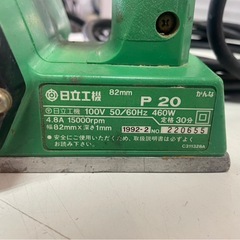 日立工機 82mm P 20 かんな
日立工機 100V 50/60Hz 460W
4.8A 15000rpm 定格30分
幅82mm×深さ1mm 1992-2 NO 220655
安全にご使用いただくため、取扱説明書をお読み下さい。
C311328A